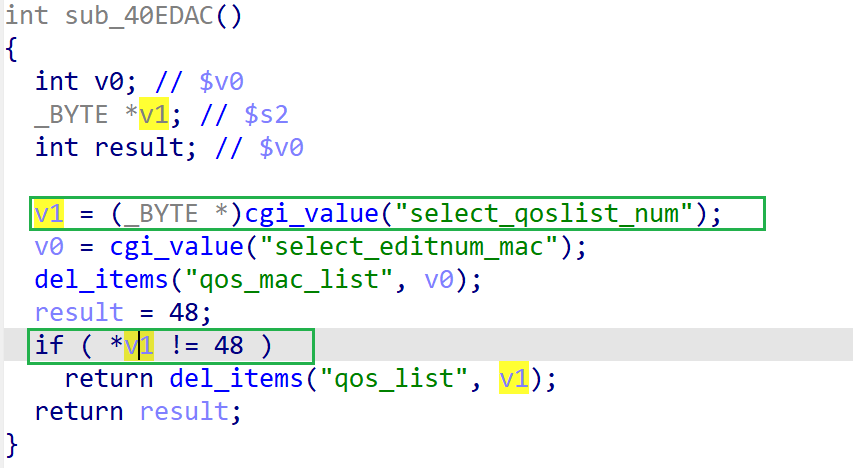 int sub_40EDAC()
{
  int v0; // $v0
  _BYTE *v1; // $s2
  int result; // $v0

  v1 = (_BYTE *)cgi_value("select_qoslist_num");
  v0 = cgi_value("select_editnum_mac");
  del_items("qos_mac_list", v0);
  result = 48;
  if ( *v1 != 48 )
    return del_items("qos_list", v1);
  return result;
}